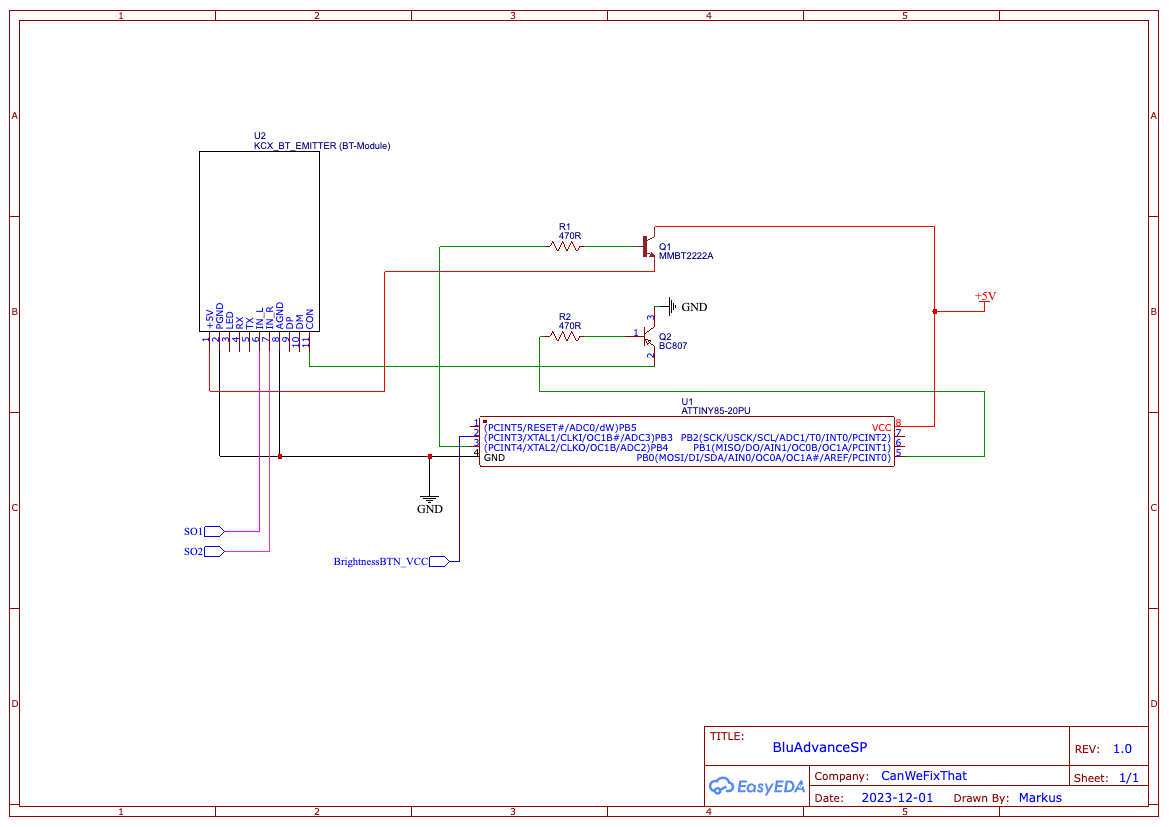 1 2 3 4 5
A A
B B
C C
D D
U2
KCX_BT_EMITTER (BT-Module)
+5V
PGND
LED
RX
TX
IN_L
IN_R
AGND
DP
DM
CON
1
2
3
4
5
6
7
8
9
10
11
R1
470R
Q1
MMBT2222A
+5V
GND
R2
470R
3
1
2
Q2
BC807
U1
ATTINY85-20PU
1 (PCINT5/RESET#/ADC0/dW)PB5 VCC 8
2 (PCINT3/XTAL1/CLKI/OC1B#/ADC3)PB3 PB2(SCK/USCK/SCL/ADC1/T0/INT0/PCINT2) 7
3 (PCINT4/XTAL2/CLKO/OC1B/ADC2)PB4 PB1(MISO/DO/AIN1/OC0B/OC1A/PCINT1) 6
4 GND PB0(MOSI/DI/SDA/AIN0/OC0A/OC1A#/AREF/PCINT0) 5
GND
SO1
SO2
BrightnessBTN_VCC
TITLE:
BluAdvanceSP
REV: 1.0
EasyEDA
Company: CanWeFixThat
Sheet: 1/1
Date: 2023-12-01 Drawn By: Markus
1 2 3 4 5